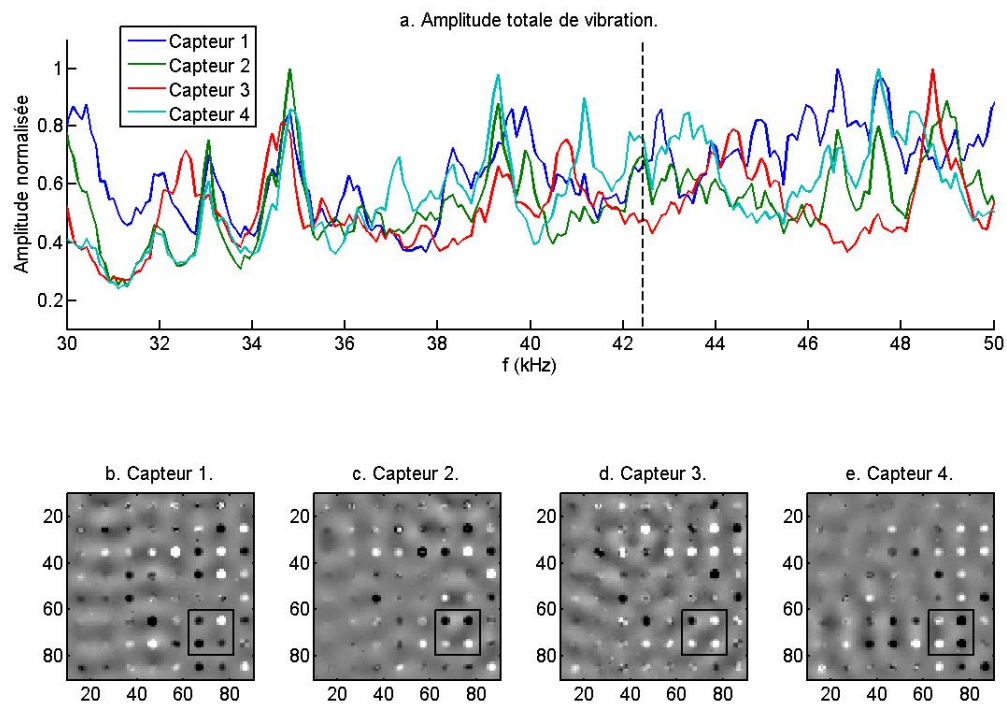 a. Amplitude totale de vibration.
Capteur 1
Capteur 2
Capteur 3
Capteur 4
Amplitude normalisée
1
0.8
0.6
0.4
0.2
30 32 34 36 38 40 42 44 46 48 50
f (kHz)
b. Capteur 1. c. Capteur 2. d. Capteur 3. e. Capteur 4.
20 20 20 20
40 40 40 40
60 60 60 60
80 80 80 80
20 40 60 80 20 40 60 80 20 40 60 80 20 40 60 80